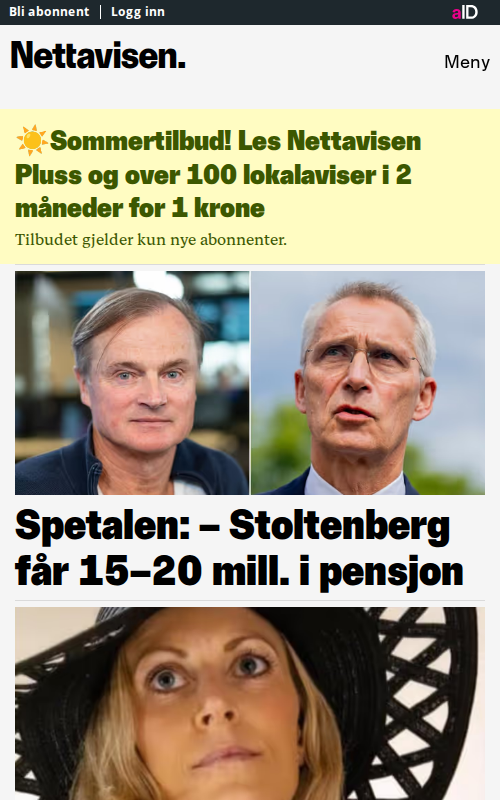 Bli abonnent
Logg inn
aID
Nettavisen.
Meny
☀️Sommertilbud! Les Nettavisen
Pluss og over 100 lokalaviser i 2
måneder for 1 krone
Tilbudet gjelder kun nye abonnenter.
Spetalen: – Stoltenberg
får 15–20 mill. i pensjon